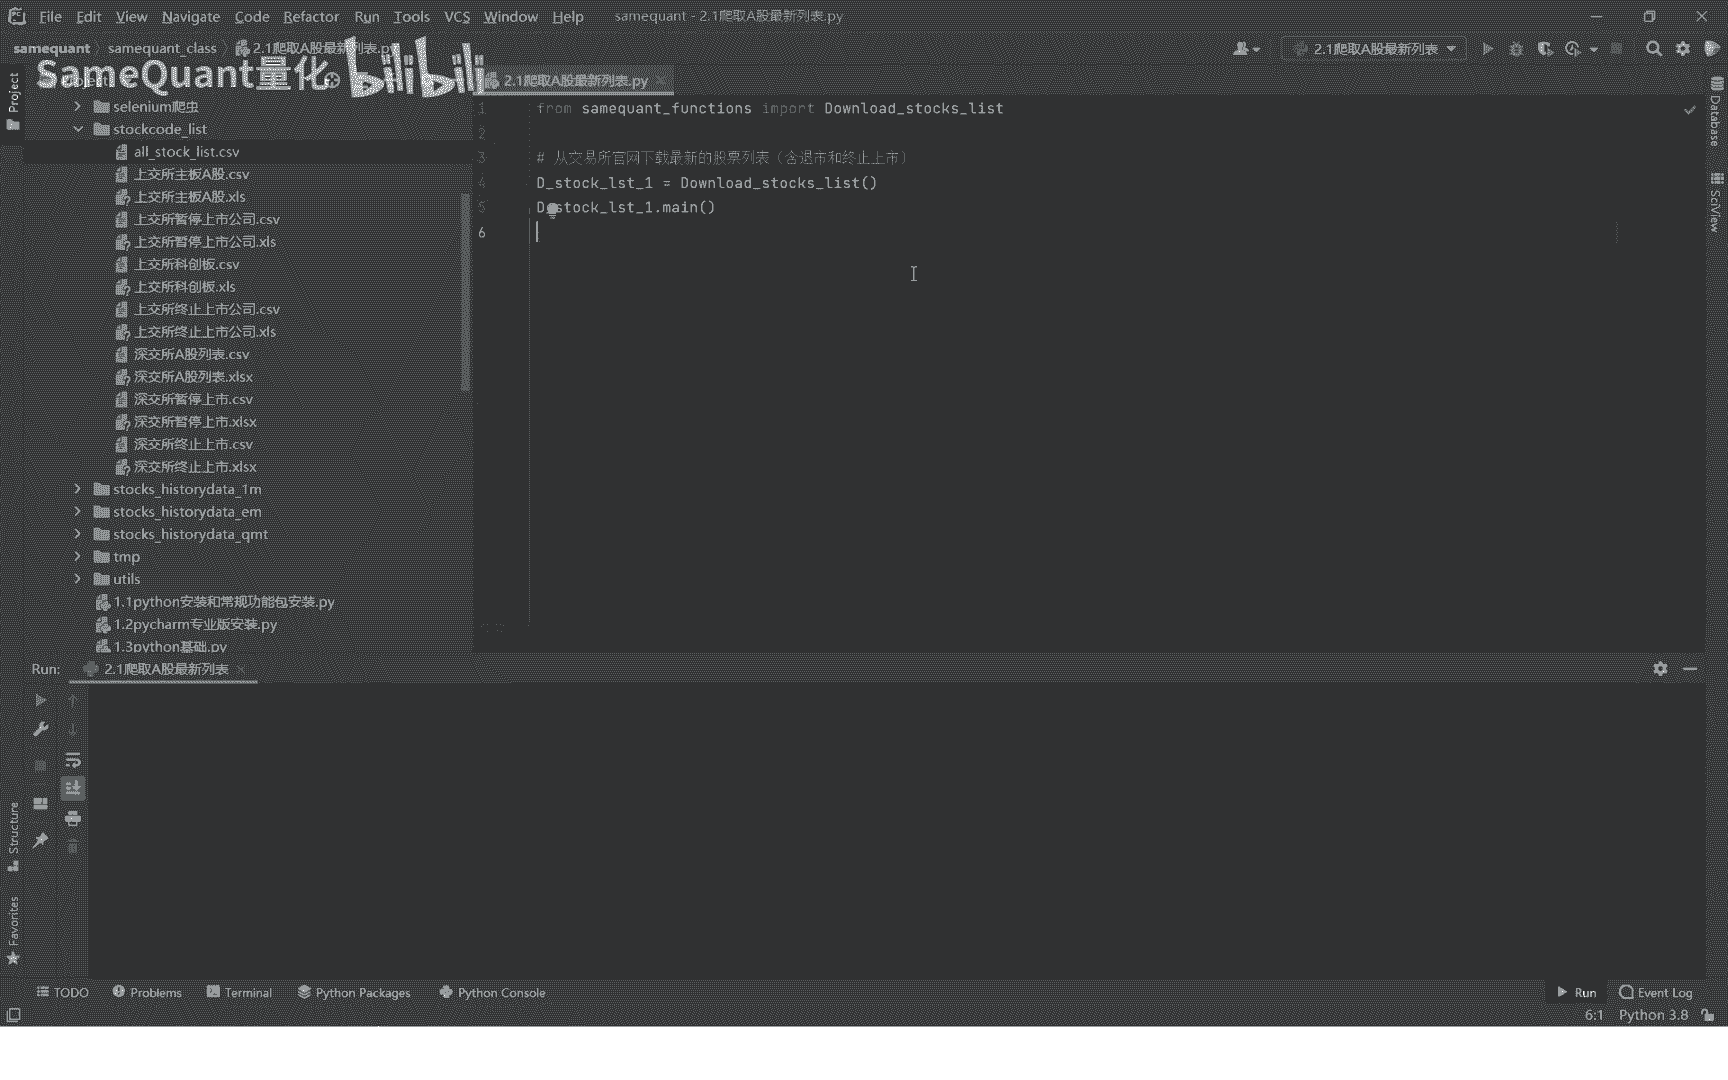 File Edit View Navigate Code Refactor Run Tools VCS Window Help samequant - 2.1爬取A股最新列表.py
samequant samequant_class 2.1爬取A股最新列表.py 2.1爬取A股最新列表
SameQuant量化 bilibili
Project
2.1爬取A股最新列表.py
selenium爬虫
stockcode_list
all_stock_list.csv
上交所主板A股.csv
上交所主板A股.xls
上交所暂停上市公司.csv
上交所暂停上市公司.xls
上交所科创板.csv
上交所科创板.xls
上交所终止上市公司.csv
上交所终止上市公司.xls
深交所A股列表.csv
深交所A股列表.xlsx
深交所暂停上市.csv
深交所暂停上市.xlsx
深交所终止上市.csv
深交所终止上市.xlsx
stocks_historydata_1m
stocks_historydata_em
stocks_historydata_qmt
tmp
utils
1.1python安装和常规功能包安装.py
1.2pycharm专业版安装.py
1.3python基础.py
1 from samequant_functions import Download_stocks_list
2
3 # 从交易所官网下载最新的股票列表（含退市和终止上市）
4 D_stock_lst_1 = Download_stocks_list()
5 D_stock_lst_1.main()
6
Database
SciView
Run: 2.1爬取A股最新列表
Structure
Favorites
TODO Problems Terminal Python Packages Python Console Run Event Log
6:1 Python 3.8